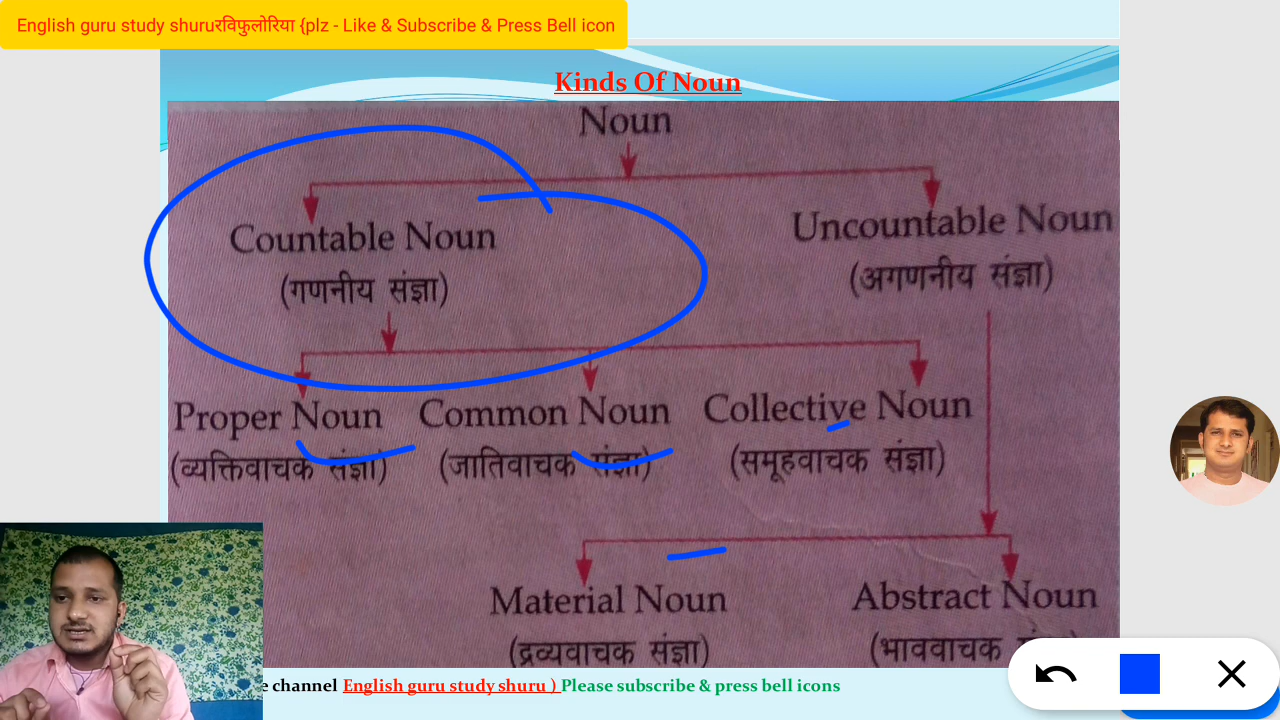 English guru study shuruरविफुलोरिया {plz - Like & Subscribe & Press Bell icon
Kinds Of Noun
Noun
Countable Noun
Uncountable Noun
(गणनीय संज्ञा)
(अगणनीय संज्ञा)
Proper Noun Common Noun Collective Noun
(व्यक्तिवाचक संज्ञा) (जातिवाचक संज्ञा) (समूहवाचक संज्ञा)
Material Noun Abstract Noun
(द्रव्यवाचक संज्ञा) (भाववाचक
channel English guru study shuru ) Please subscribe & press bell icons